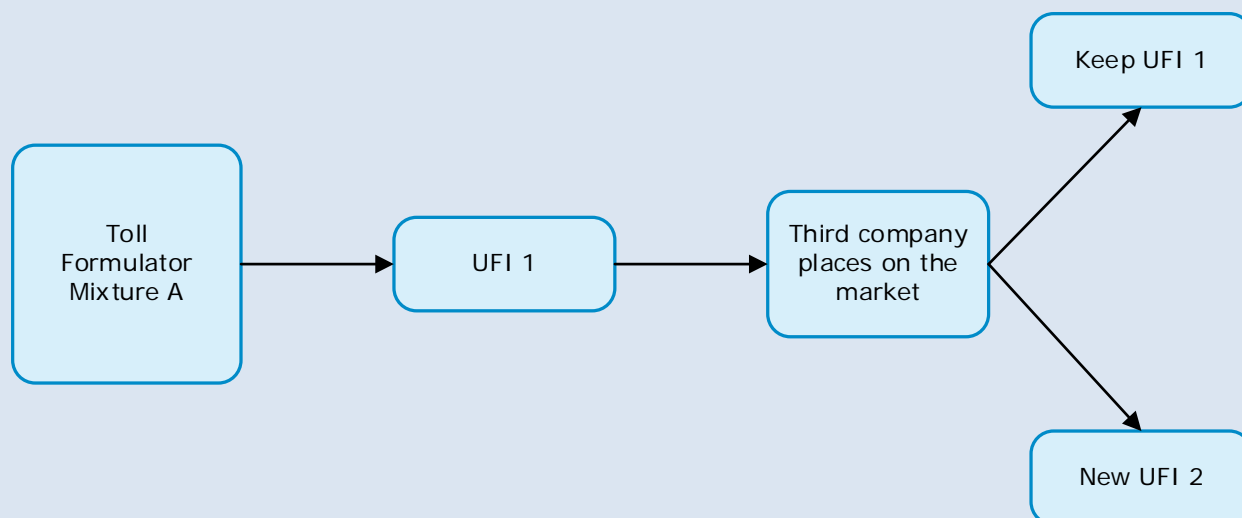 Keep UFI 1
Toll
Formulator
Mixture A
UFI 1
Third company
places on the
market
New UFI 2